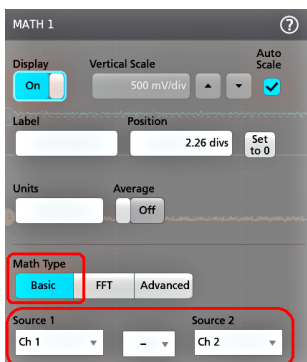 MATH 1 ?
Display Vertical Scale Auto Scale
On 500 mV/div
Label Position
2.26 divs Set to 0
Units Average
Off
Math Type
Basic FFT Advanced
Source 1 Source 2
Ch 1 - Ch 2